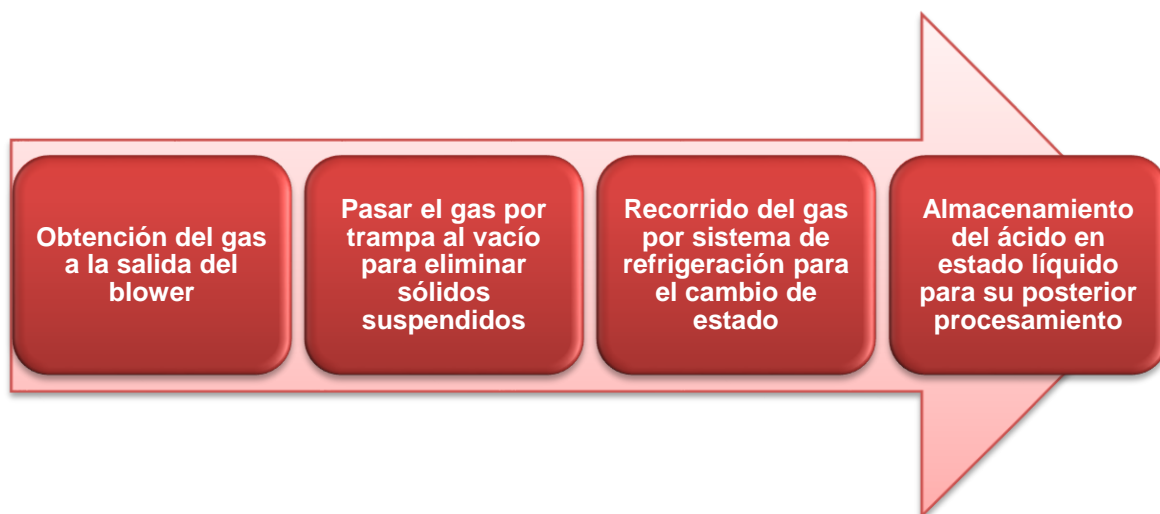 Obtención del gas
a la salida del
blower
Pasar el gas por
trampa al vacío
para eliminar
sólidos
suspendidos
Recorrido del gas
por sistema de
refrigeración para
el cambio de
estado
Almacenamiento
del ácido en
estado líquido
para su posterior
procesamiento